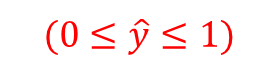 (0 ≤ ŷ ≤ 1)